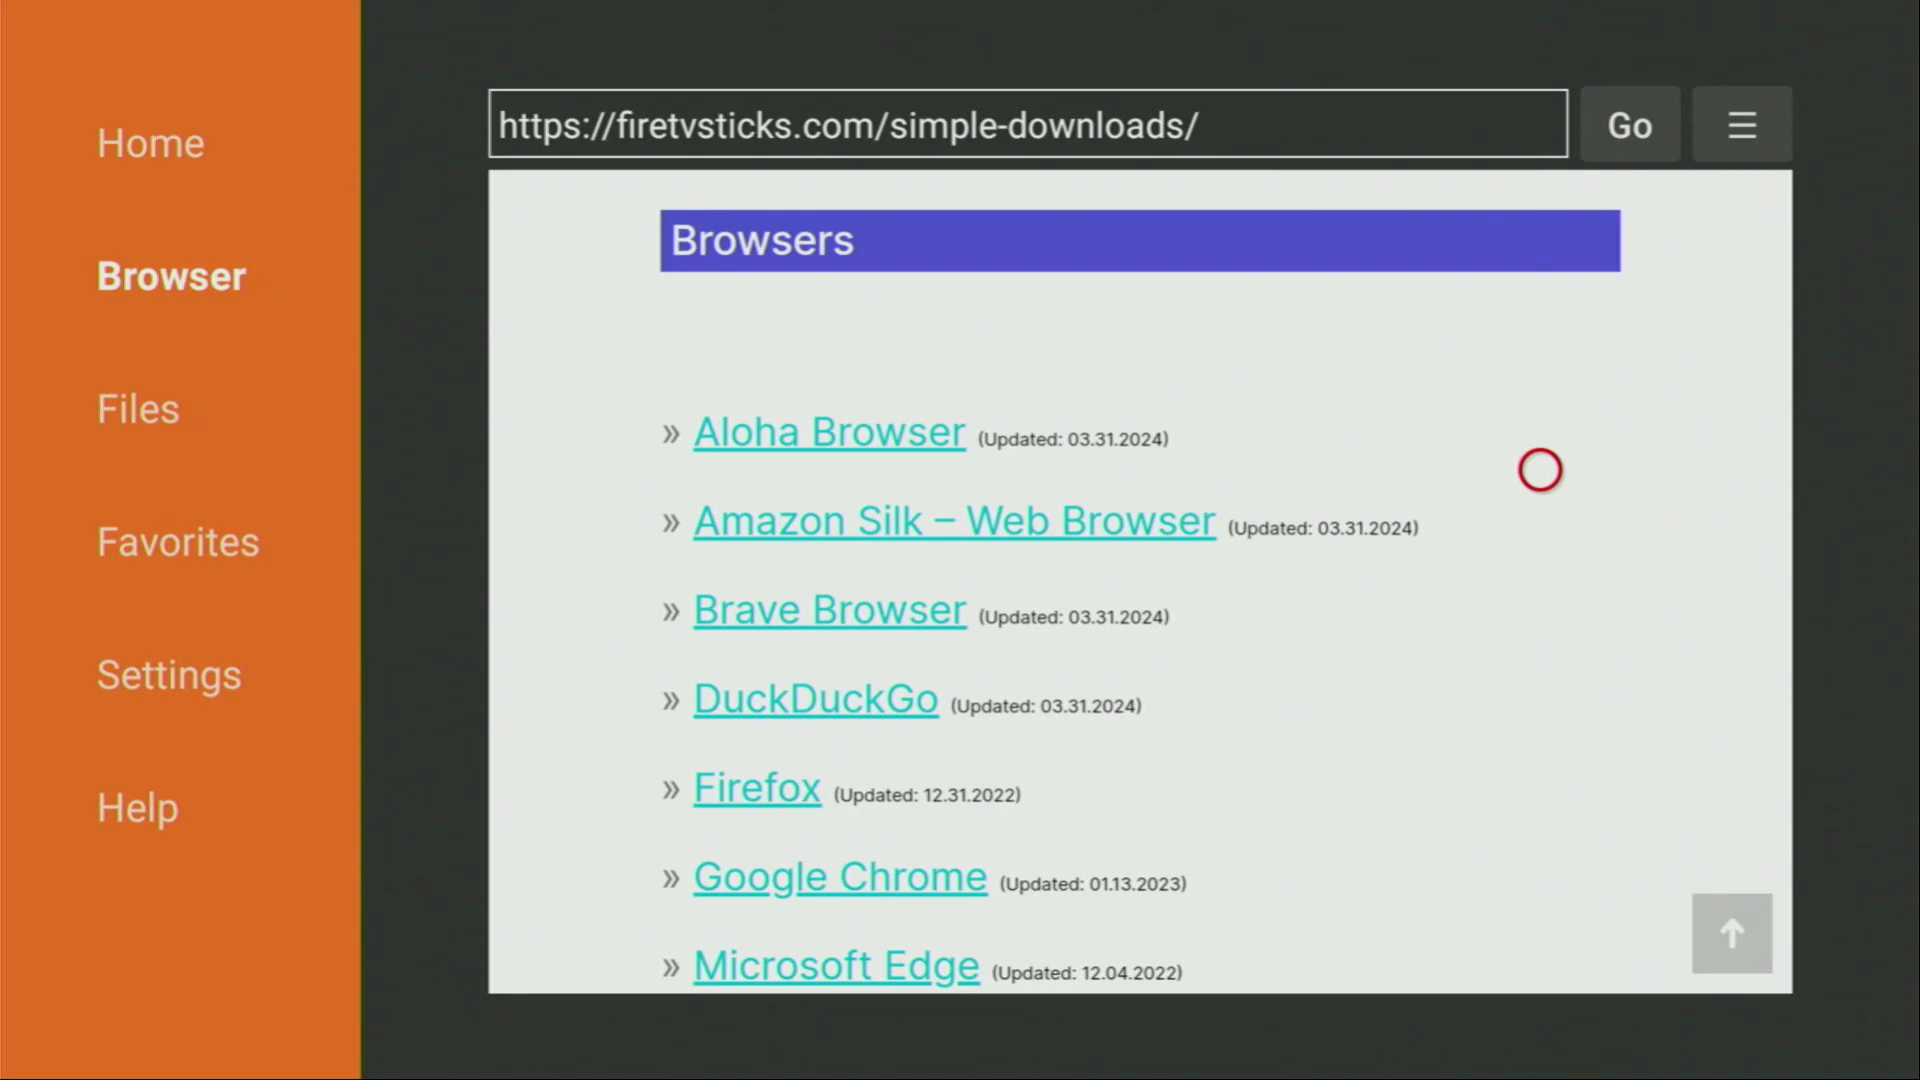 Home
Browser
Files
Favorites
Settings
Help
https://firetvsticks.com/simple-downloads/
Go
Browsers
» Aloha Browser (Updated: 03.31.2024)
» Amazon Silk – Web Browser (Updated: 03.31.2024)
» Brave Browser (Updated: 03.31.2024)
» DuckDuckGo (Updated: 03.31.2024)
» Firefox (Updated: 12.31.2022)
» Google Chrome (Updated: 01.13.2023)
» Microsoft Edge (Updated: 12.04.2022)